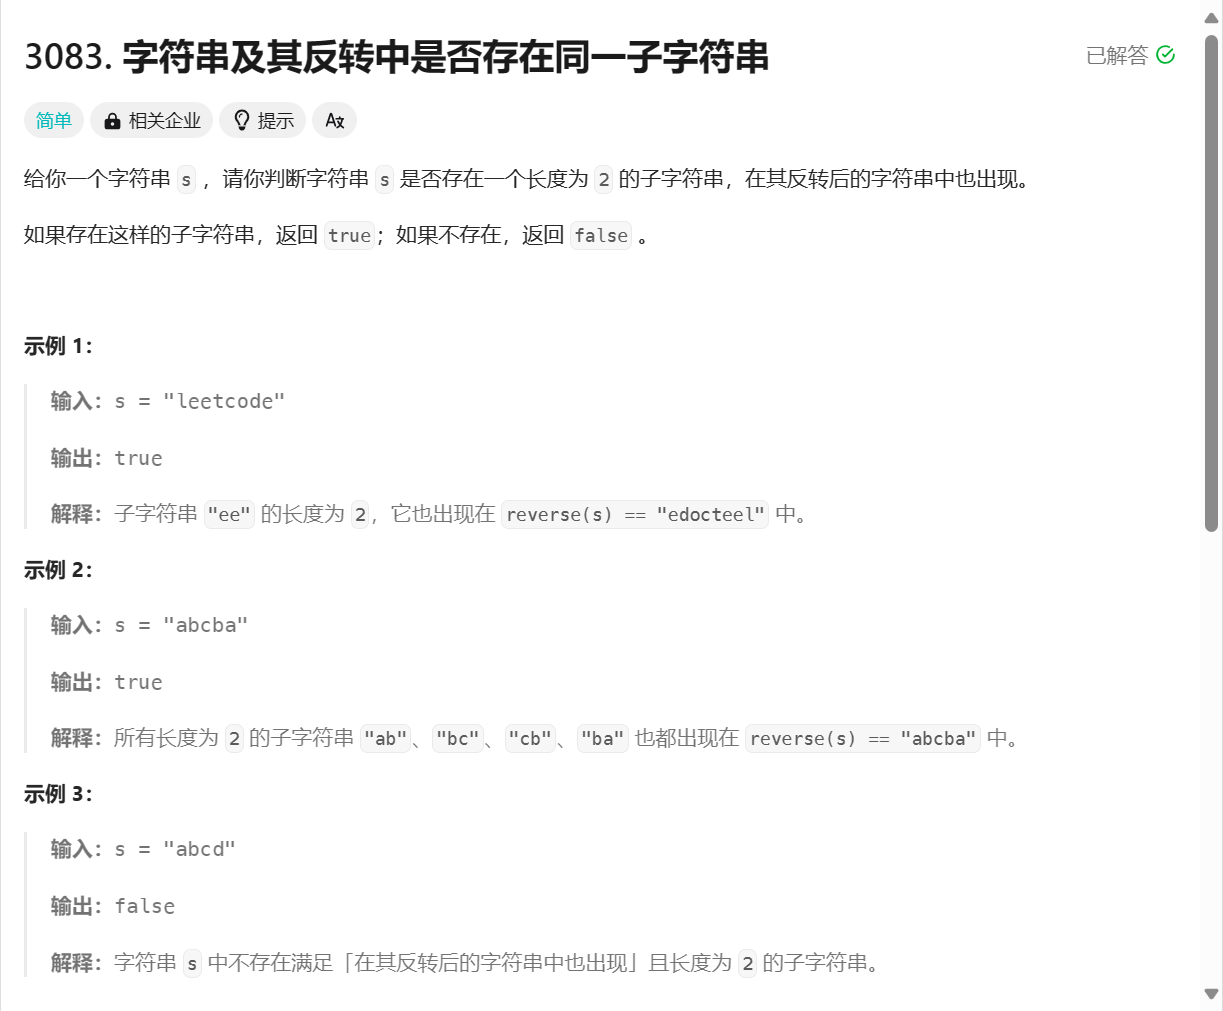 3083. 字符串及其反转中是否存在同一子字符串
已解答
简单 相关企业 提示
给你一个字符串 s ，请你判断字符串 s 是否存在一个长度为 2 的子字符串，在其反转后的字符串中也出现。
如果存在这样的子字符串，返回 true；如果不存在，返回 false 。
示例 1：
输入：s = "leetcode"
输出：true
解释：子字符串 "ee" 的长度为 2，它也出现在 reverse(s) == "edocteel" 中。
示例 2：
输入：s = "abcba"
输出：true
解释：所有长度为 2 的子字符串 "ab"、"bc"、"cb"、"ba" 也都出现在 reverse(s) == "abcba" 中。
示例 3：
输入：s = "abcd"
输出：false
解释：字符串 s 中不存在满足「在其反转后的字符串中也出现」且长度为 2 的子字符串。